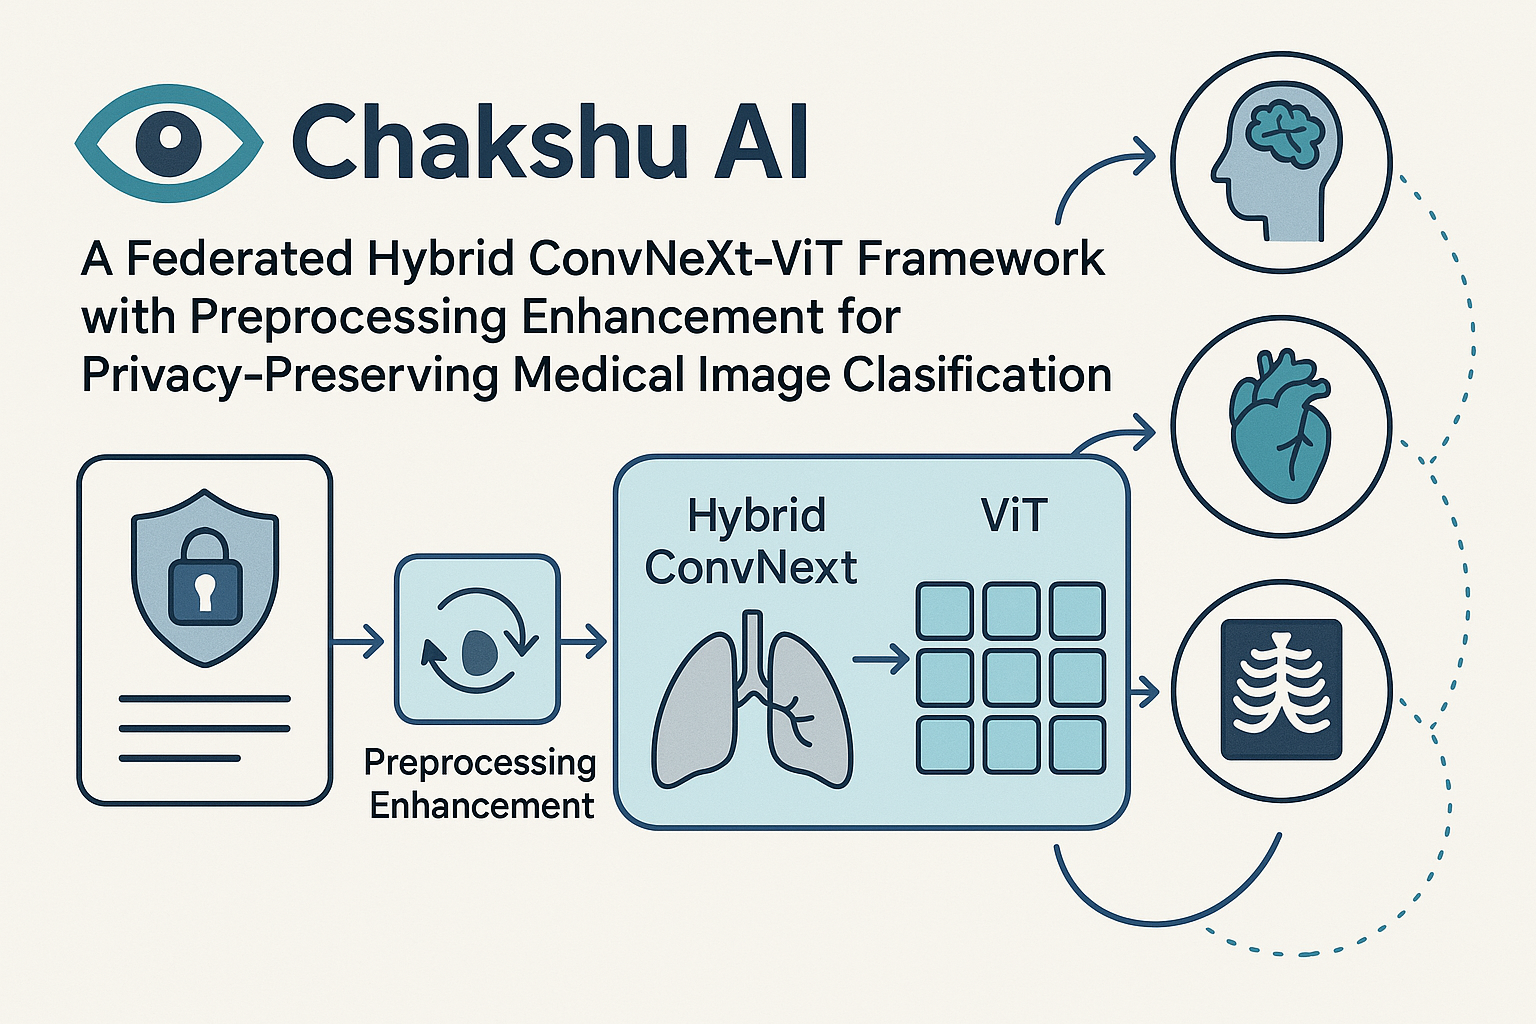 Chakshu AI
A Federated Hybrid ConvNeXt-ViT Framework
with Preprocessing Enhancement for
Privacy-Preserving Medical Image Clasification
Preprocessing
Enhancement
Hybrid
ConvNext
ViT